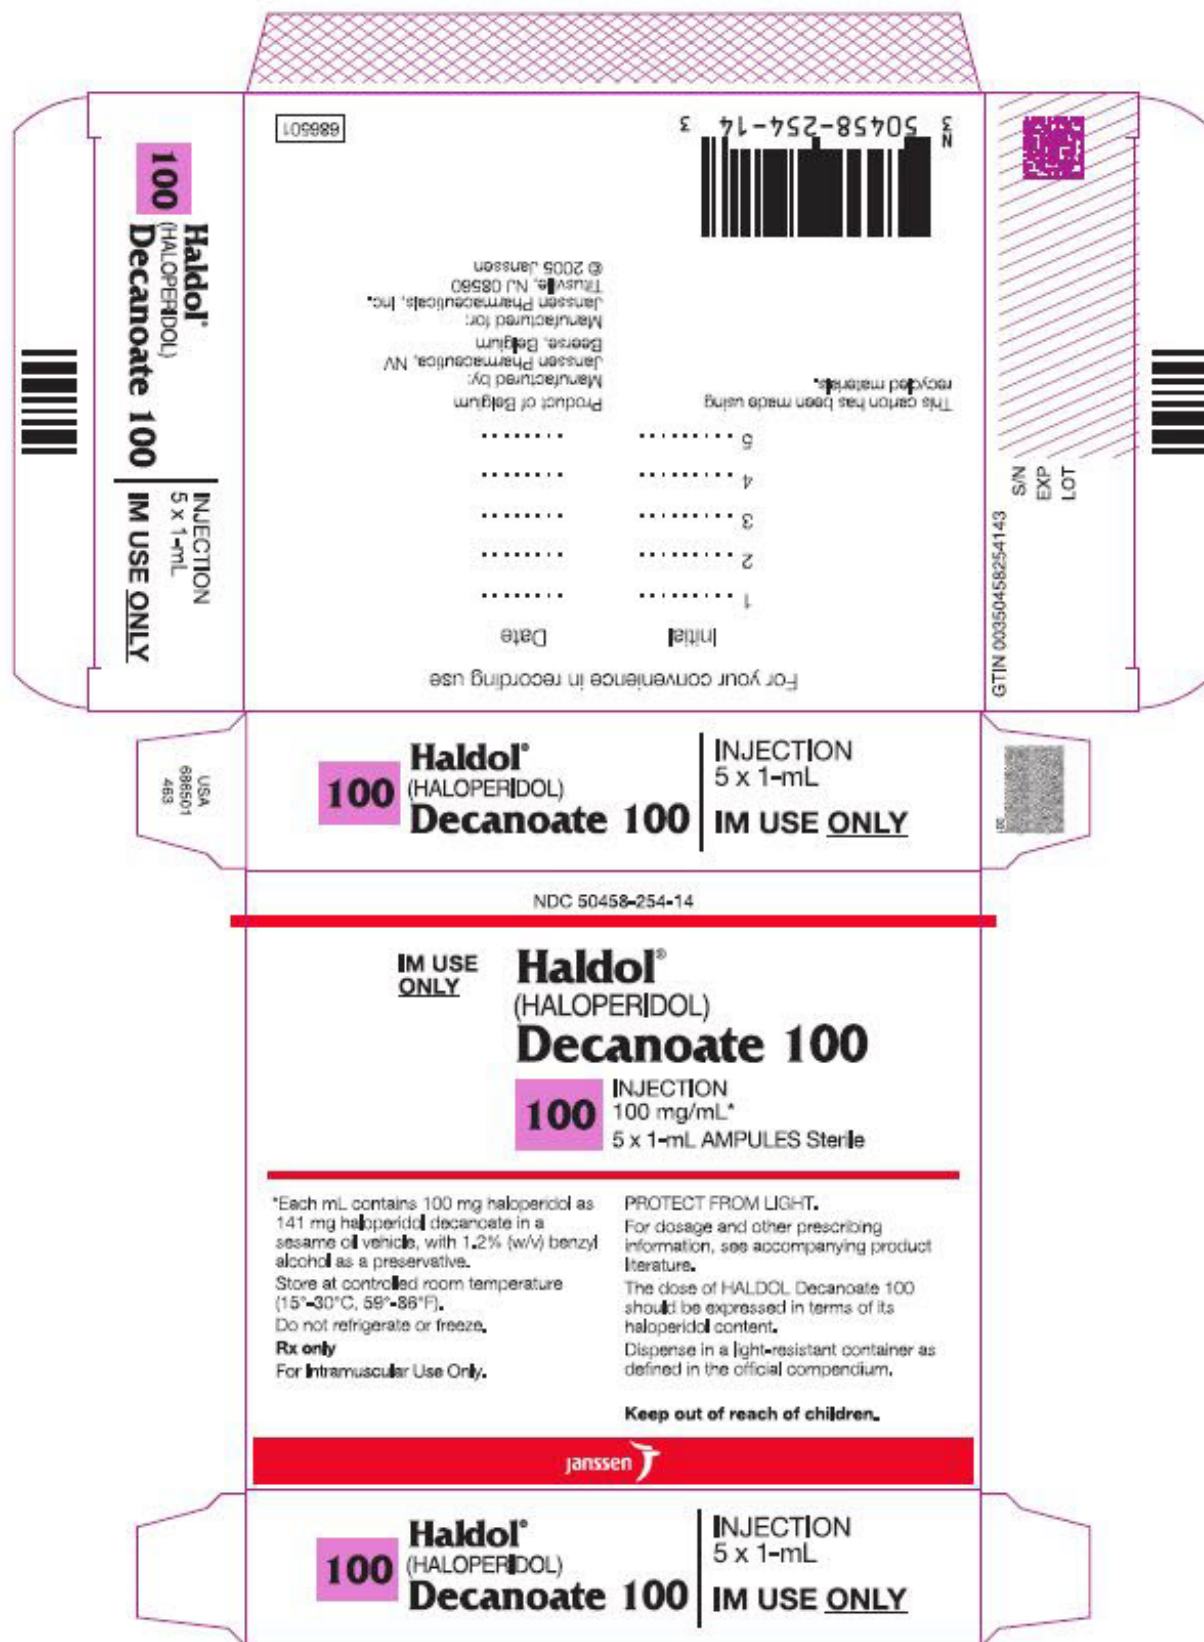 686501
N
3
50458-254-14
3
© 2005 Janssen
Titusville, NJ 08560
Janssen Pharmaceuticals, Inc.
Manufactured for:
Beerse, Belgium
Janssen Pharmaceutica, NV
Manufactured by:
Product of Belgium
This carton has been made using
recycled materials.
For your convenience in recording use
Initial Date
1 ......... ........
2 ......... ........
3 ......... ........
4 ......... ........
5 ......... ........
100
Haldol®
(HALOPERIDOL)
Decanoate 100
INJECTION
5 x 1-mL
IM USE ONLY
S/N
EXP
LOT
GTIN 00350458254143
USA
686501
463
100
Haldol®
(HALOPERIDOL)
Decanoate 100
INJECTION
5 x 1-mL
IM USE ONLY
NDC 50458-254-14
IM USE
ONLY
Haldol®
(HALOPERIDOL)
Decanoate 100
100
INJECTION
100 mg/mL*
5 x 1-mL AMPULES Sterile
*Each mL contains 100 mg haloperidol as
141 mg haloperidol decanoate in a
sesame oil vehicle, with 1.2% (w/v) benzyl
alcohol as a preservative.
Store at controlled room temperature
(15°-30°C, 59°-86°F).
Do not refrigerate or freeze.
Rx only
For Intramuscular Use Only.
PROTECT FROM LIGHT.
For dosage and other prescribing
information, see accompanying product
literature.
The dose of HALDOL Decanoate 100
should be expressed in terms of its
haloperidol content.
Dispense in a light-resistant container as
defined in the official compendium.
Keep out of reach of children.
janssen
100
Haldol®
(HALOPERIDOL)
Decanoate 100
INJECTION
5 x 1-mL
IM USE ONLY